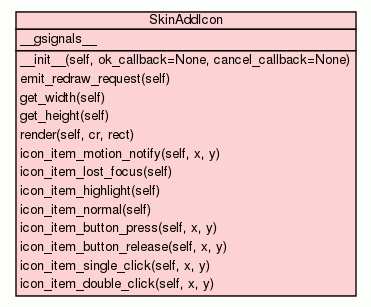 SkinAddIcon
__gsignals__
__init__(self, ok_callback=None, cancel_callback=None)
emit_redraw_request(self)
get_width(self)
get_height(self)
render(self, cr, rect)
icon_item_motion_notify(self, x, y)
icon_item_lost_focus(self)
icon_item_highlight(self)
icon_item_normal(self)
icon_item_button_press(self, x, y)
icon_item_button_release(self, x, y)
icon_item_single_click(self, x, y)
icon_item_double_click(self, x, y)